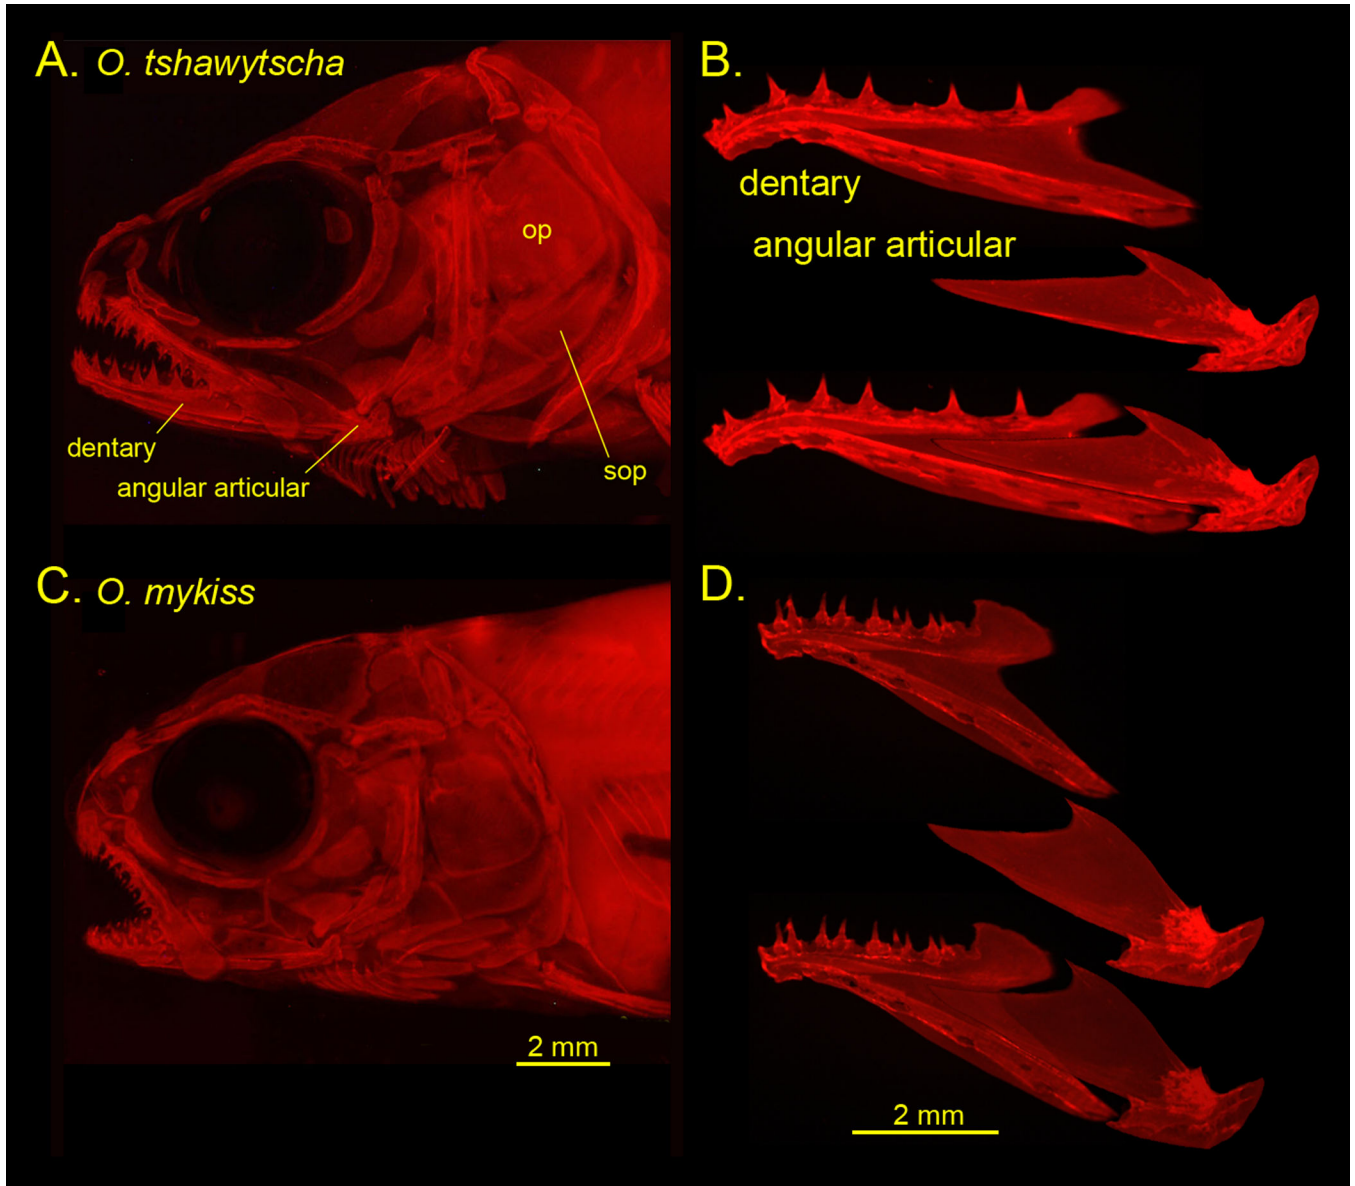 A. O. tshawytscha
op
dentary
angular articular
sop
B.
dentary
angular articular
C. O. mykiss
2 mm
D.
2 mm